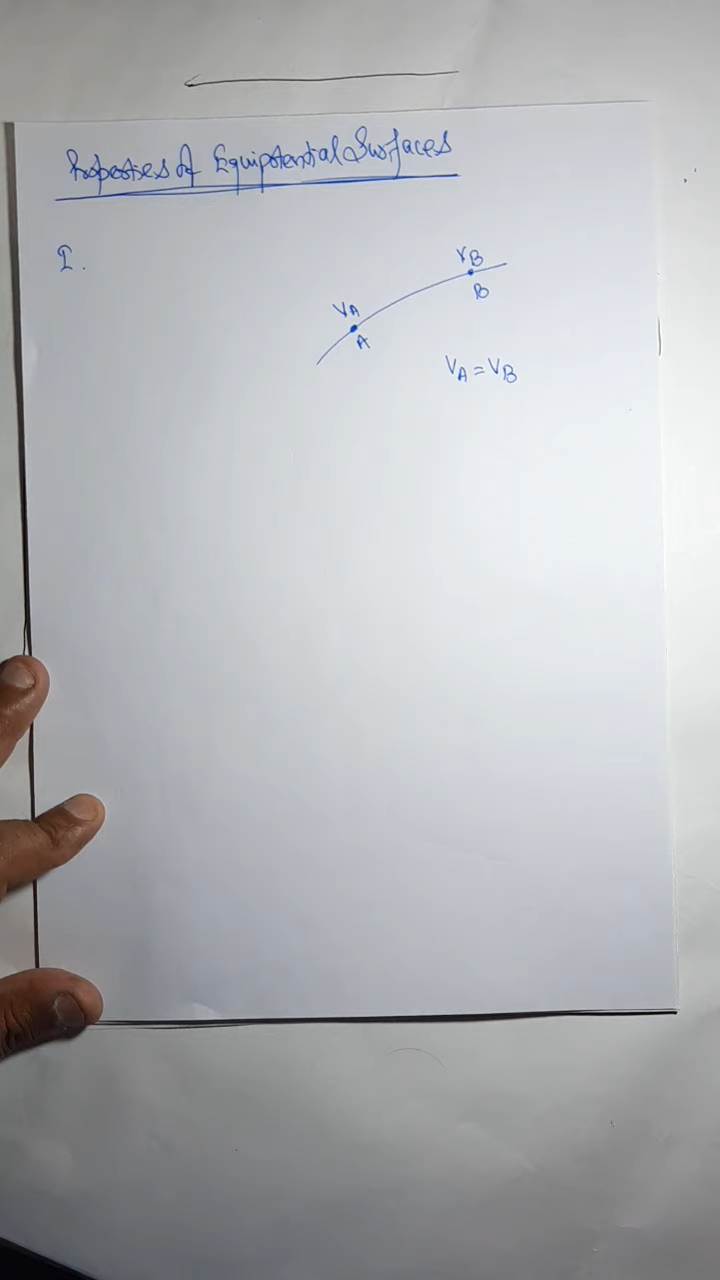 Properties of Equipotential Surfaces
I.
VB
B
VA
A
VA = VB